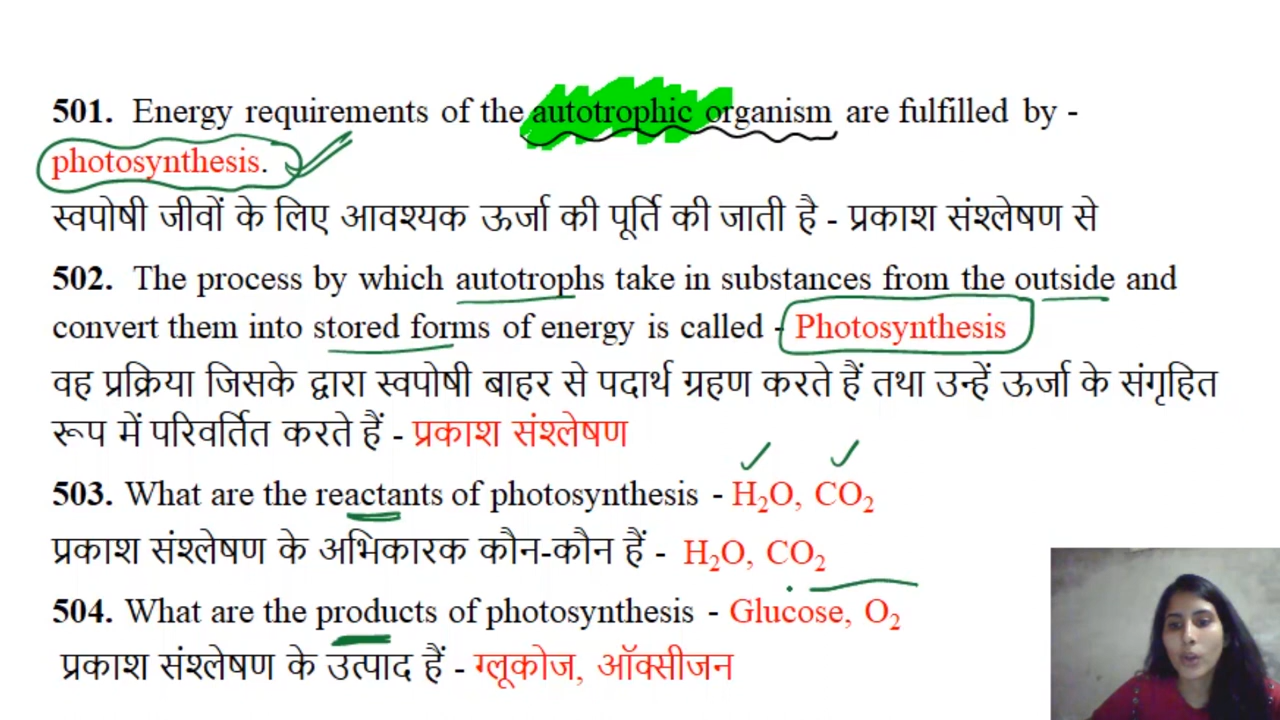 501. Energy requirements of the autotrophic organism are fulfilled by -
photosynthesis.
स्वपोषी जीवों के लिए आवश्यक ऊर्जा की पूर्ति की जाती है - प्रकाश संश्लेषण से
502. The process by which autotrophs take in substances from the outside and
convert them into stored forms of energy is called - Photosynthesis
वह प्रक्रिया जिसके द्वारा स्वपोषी बाहर से पदार्थ ग्रहण करते हैं तथा उन्हें ऊर्जा के संगृहित
रूप में परिवर्तित करते हैं - प्रकाश संश्लेषण
503. What are the reactants of photosynthesis - H₂O, CO₂
प्रकाश संश्लेषण के अभिकारक कौन-कौन हैं - H₂O, CO₂
504. What are the products of photosynthesis - Glucose, O₂
प्रकाश संश्लेषण के उत्पाद हैं - ग्लूकोज, ऑक्सीजन